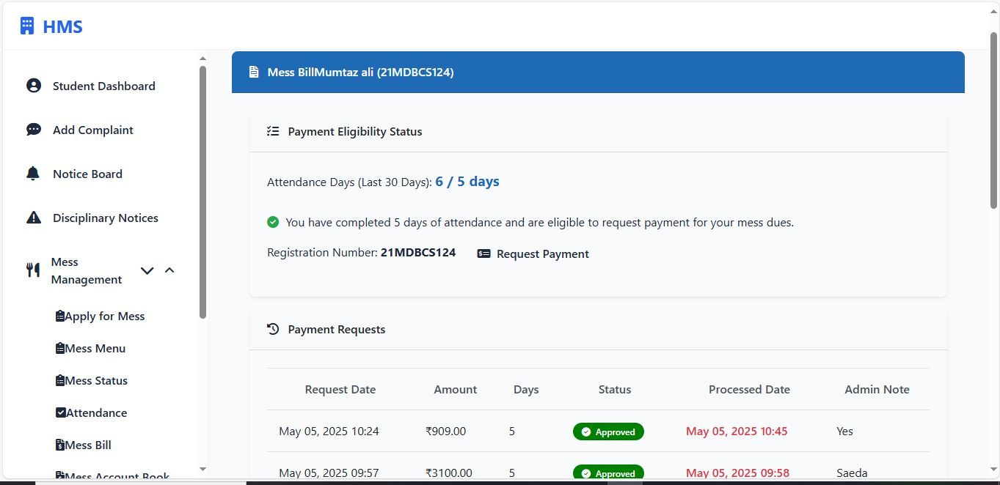 HMS
Student Dashboard
Add Complaint
Notice Board
Disciplinary Notices
Mess
Management
Apply for Mess
Mess Menu
Mess Status
Attendance
Mess Bill
Mess Account Book
Mess BillMumtaz ali (21MDBCS124)
Payment Eligibility Status
Attendance Days (Last 30 Days): 6 / 5 days
You have completed 5 days of attendance and are eligible to request payment for your mess dues.
Registration Number: 21MDBCS124 Request Payment
Payment Requests
Request Date Amount Days Status Processed Date Admin Note
May 05, 2025 10:24 ₹909.00 5 Approved May 05, 2025 10:45 Yes
May 05, 2025 09:57 ₹3100.00 5 Approved May 05, 2025 09:58 Saeda